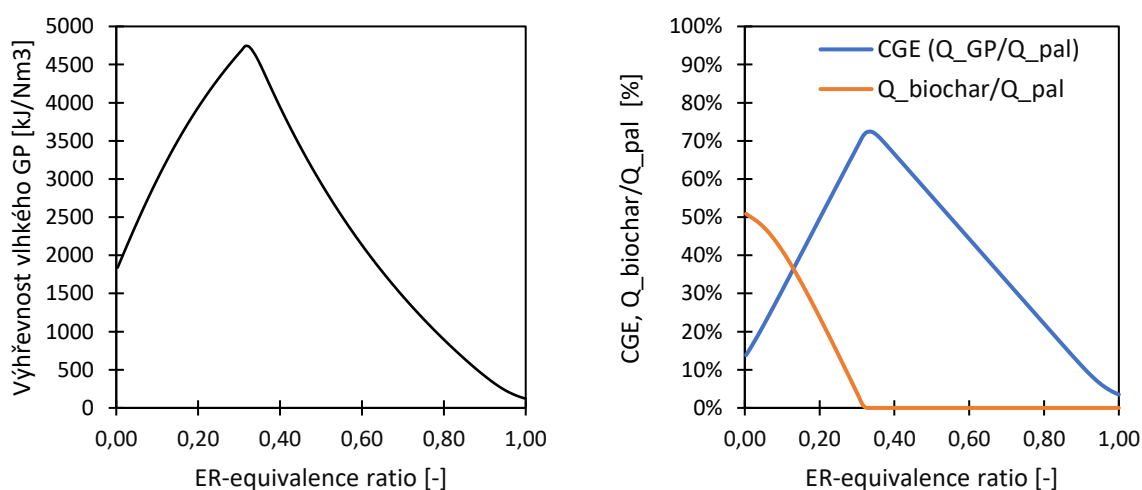 Výhřevnost vlhkého GP [kJ/Nm3]
5000
4500
4000
3500
3000
2500
2000
1500
1000
500
0
0,00 0,20 0,40 0,60 0,80 1,00
ER-equivalence ratio [-]
CGE, Q_biochar/Q_pal [%]
100%
90%
80%
70%
60%
50%
40%
30%
20%
10%
0%
CGE (Q_GP/Q_pal)
Q_biochar/Q_pal
0,00 0,20 0,40 0,60 0,80 1,00
ER-equivalence ratio [-]